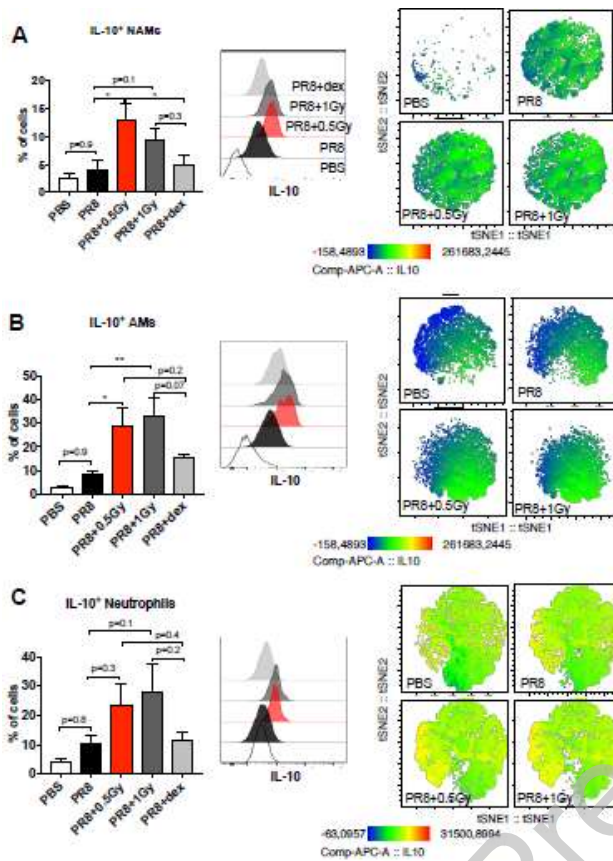 A
IL-10⁺ NAMs
% of cells
20
15
10
5
0
p=0.9
*
p=0.1
*
p=0.3
PBS
PR8
PR8+0.5Gy
PR8+1Gy
PR8+dex
PR8+dex
PR8+1Gy
PR8+0.5Gy
PR8
PBS
IL-10
tSNE2 :: tSNE2
PBS
PR8
PR8+0.5Gy
PR8+1Gy
tSNE1 :: tSNE1
-158,4893
261683,2445
Comp-APC-A :: IL10
B
IL-10⁺ AMs
% of cells
50
40
30
20
10
0
p=0.9
*
**
p=0.2
p=0.07
PBS
PR8
PR8+0.5Gy
PR8+1Gy
PR8+dex
IL-10
tSNE2 :: tSNE2
PBS
PR8
PR8+0.5Gy
PR8+1Gy
tSNE1 :: tSNE1
-158,4893
261683,2445
Comp-APC-A :: IL10
C
IL-10⁺ Neutrophils
% of cells
50
40
30
20
10
0
p=0.8
p=0.3
p=0.1
p=0.4
p=0.2
PBS
PR8
PR8+0.5Gy
PR8+1Gy
PR8+dex
IL-10
tSNE2 :: tSNE2
PBS
PR8
PR8+0.5Gy
PR8+1Gy
tSNE1 :: tSNE1
-63,0957
31500,8994
Comp-APC-A :: IL10
Pre